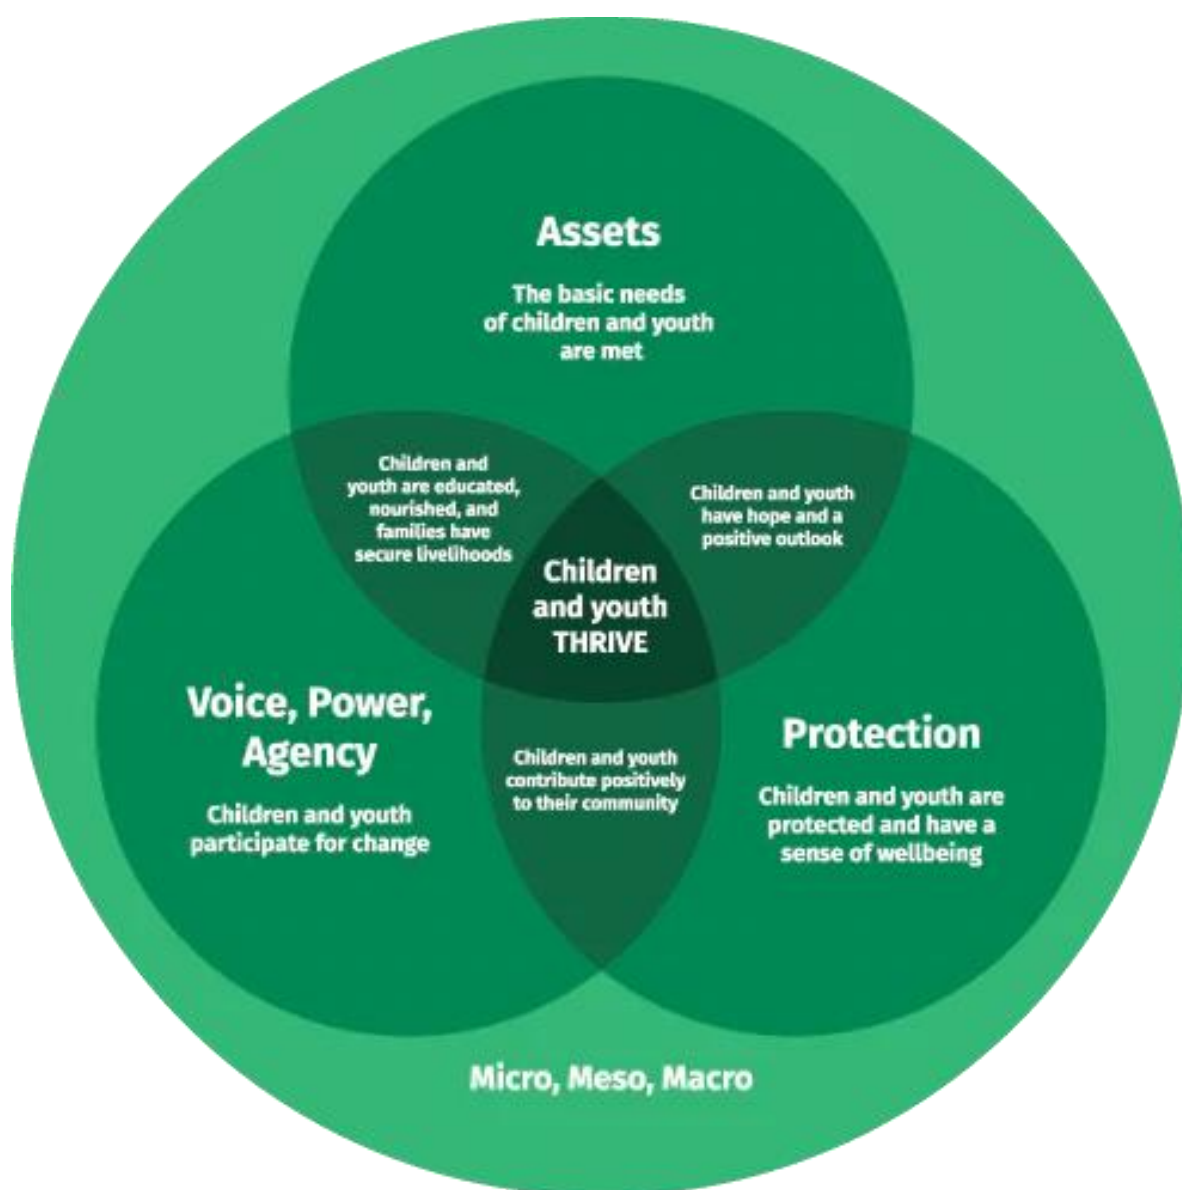 Assets
The basic needs
of children and youth
are met
Children and
youth are educated,
nourished, and
families have
secure livelihoods
Children and youth
have hope and a
positive outlook
Children
and youth
THRIVE
Voice, Power,
Agency
Children and youth
participate for change
Children and youth
contribute positively
to their community
Protection
Children and youth are
protected and have a
sense of wellbeing
Micro, Meso, Macro